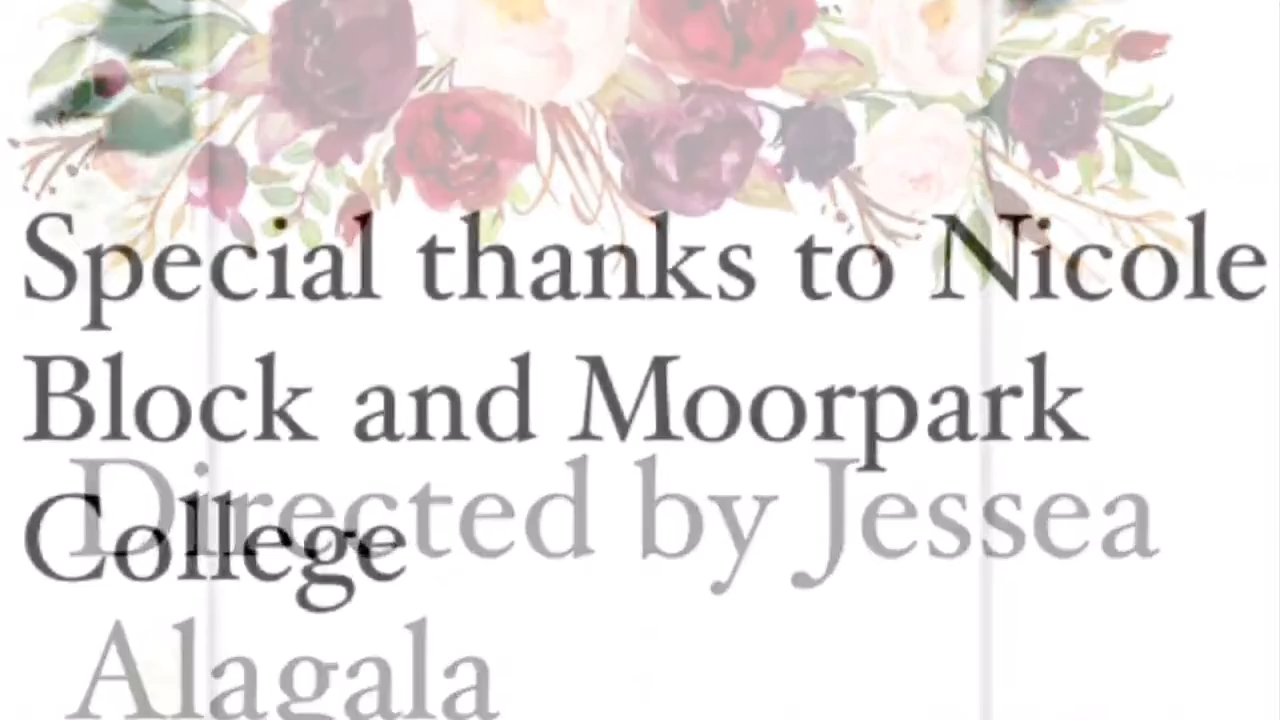 Special thanks to Nicole
Block and Moorpark
College
Directed by Jessea
Alagala